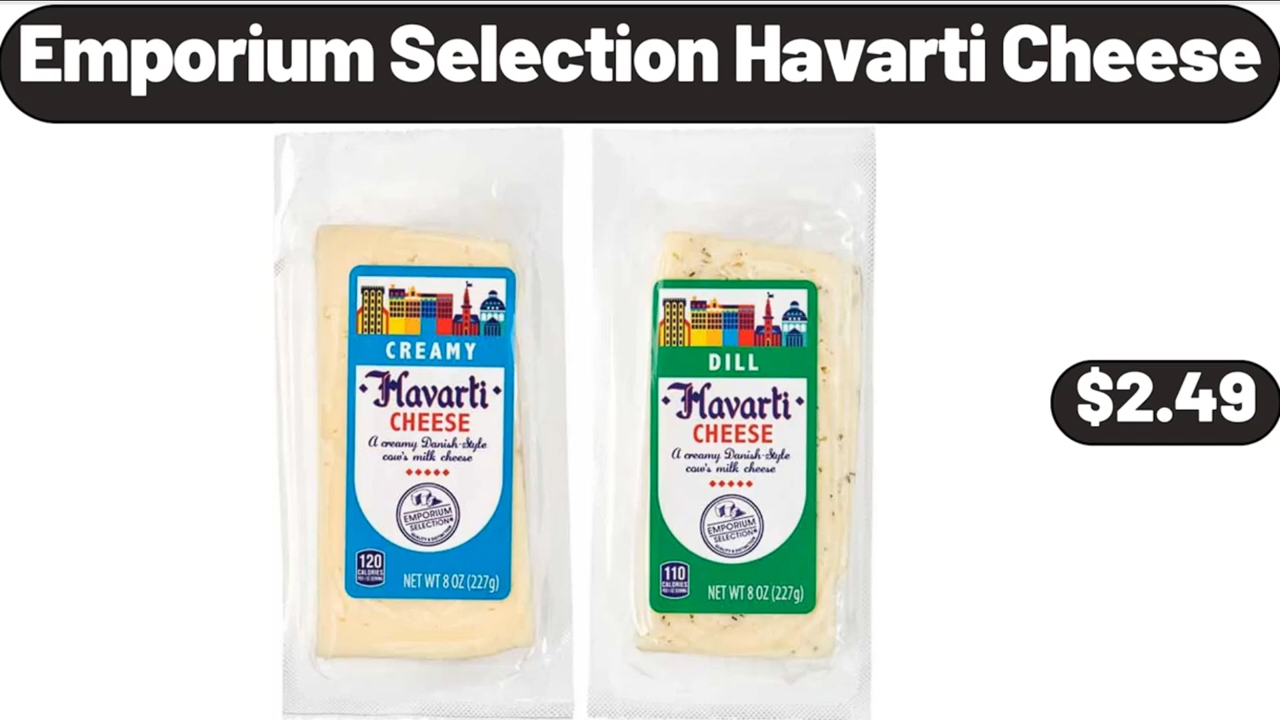 Emporium Selection Havarti Cheese
CREAMY
Havarti
CHEESE
A creamy Danish-Style
cow's milk cheese
EMPORIUM
SELECTION
120
CALORIES
NET WT 8 OZ (227g)
DILL
Havarti
CHEESE
A creamy Danish-Style
cow's milk cheese
EMPORIUM
SELECTION
110
CALORIES
NET WT 8 OZ (227g)
$2.49